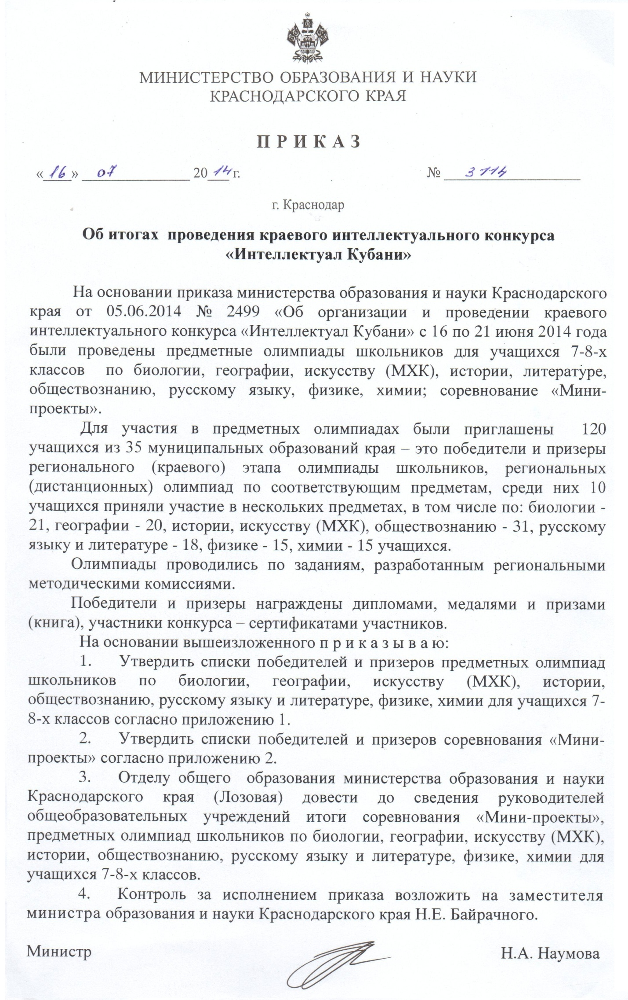 МИНИСТЕРСТВО ОБРАЗОВАНИЯ И НАУКИ
КРАСНОДАРСКОГО КРАЯ
П Р И К А З
«16» 07 2014 г. № 3114
г. Краснодар
Об итогах проведения краевого интеллектуального конкурса
«Интеллектуал Кубани»
На основании приказа министерства образования и науки Краснодарского
края от 05.06.2014 № 2499 «Об организации и проведении краевого
интеллектуального конкурса «Интеллектуал Кубани» с 16 по 21 июня 2014 года
были проведены предметные олимпиады школьников для учащихся 7-8-х
классов по биологии, географии, искусству (МХК), истории, литературе,
обществознанию, русскому языку, физике, химии; соревнование «Мини-
проекты».
Для участия в предметных олимпиадах были приглашены 120
учащихся из 35 муниципальных образований края – это победители и призеры
регионального (краевого) этапа олимпиады школьников, региональных
(дистанционных) олимпиад по соответствующим предметам, среди них 10
учащихся приняли участие в нескольких предметах, в том числе по: биологии -
21, географии - 20, истории, искусству (МХК), обществознанию - 31, русскому
языку и литературе - 18, физике - 15, химии - 15 учащихся.
Олимпиады проводились по заданиям, разработанным региональными
методическими комиссиями.
Победители и призеры награждены дипломами, медалями и призами
(книга), участники конкурса – сертификатами участников.
На основании вышеизложенного п р и к а з ы в а ю:
1. Утвердить списки победителей и призеров предметных олимпиад
школьников по биологии, географии, искусству (МХК), истории,
обществознанию, русскому языку и литературе, физике, химии для учащихся 7-
8-х классов согласно приложению 1.
2. Утвердить списки победителей и призеров соревнования «Мини-
проекты» согласно приложению 2.
3. Отделу общего образования министерства образования и науки
Краснодарского края (Лозовая) довести до сведения руководителей
общеобразовательных учреждений итоги соревнования «Мини-проекты»,
предметных олимпиад школьников по биологии, географии, искусству (МХК),
истории, обществознанию, русскому языку и литературе, физике, химии для
учащихся 7-8-х классов.
4. Контроль за исполнением приказа возложить на заместителя
министра образования и науки Краснодарского края Н.Е. Байрачного.
Министр Н.А. Наумова